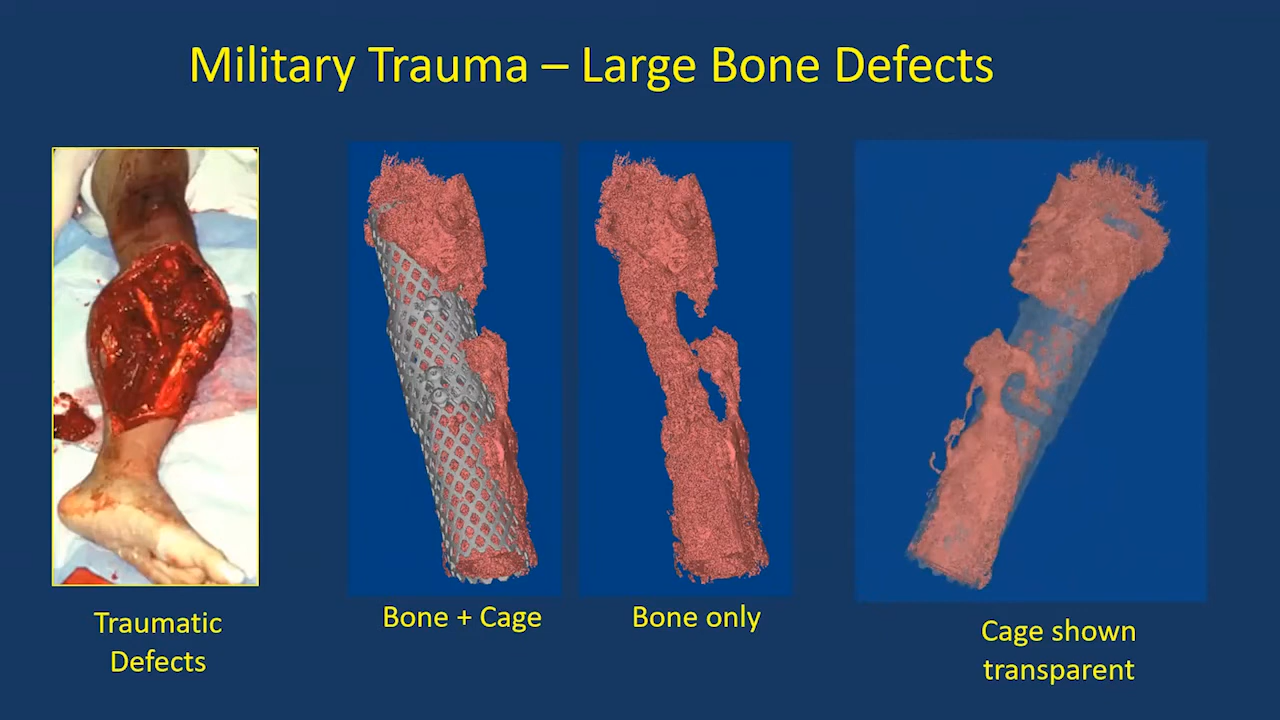 Military Trauma – Large Bone Defects
Traumatic
Defects
Bone + Cage
Bone only
Cage shown
transparent